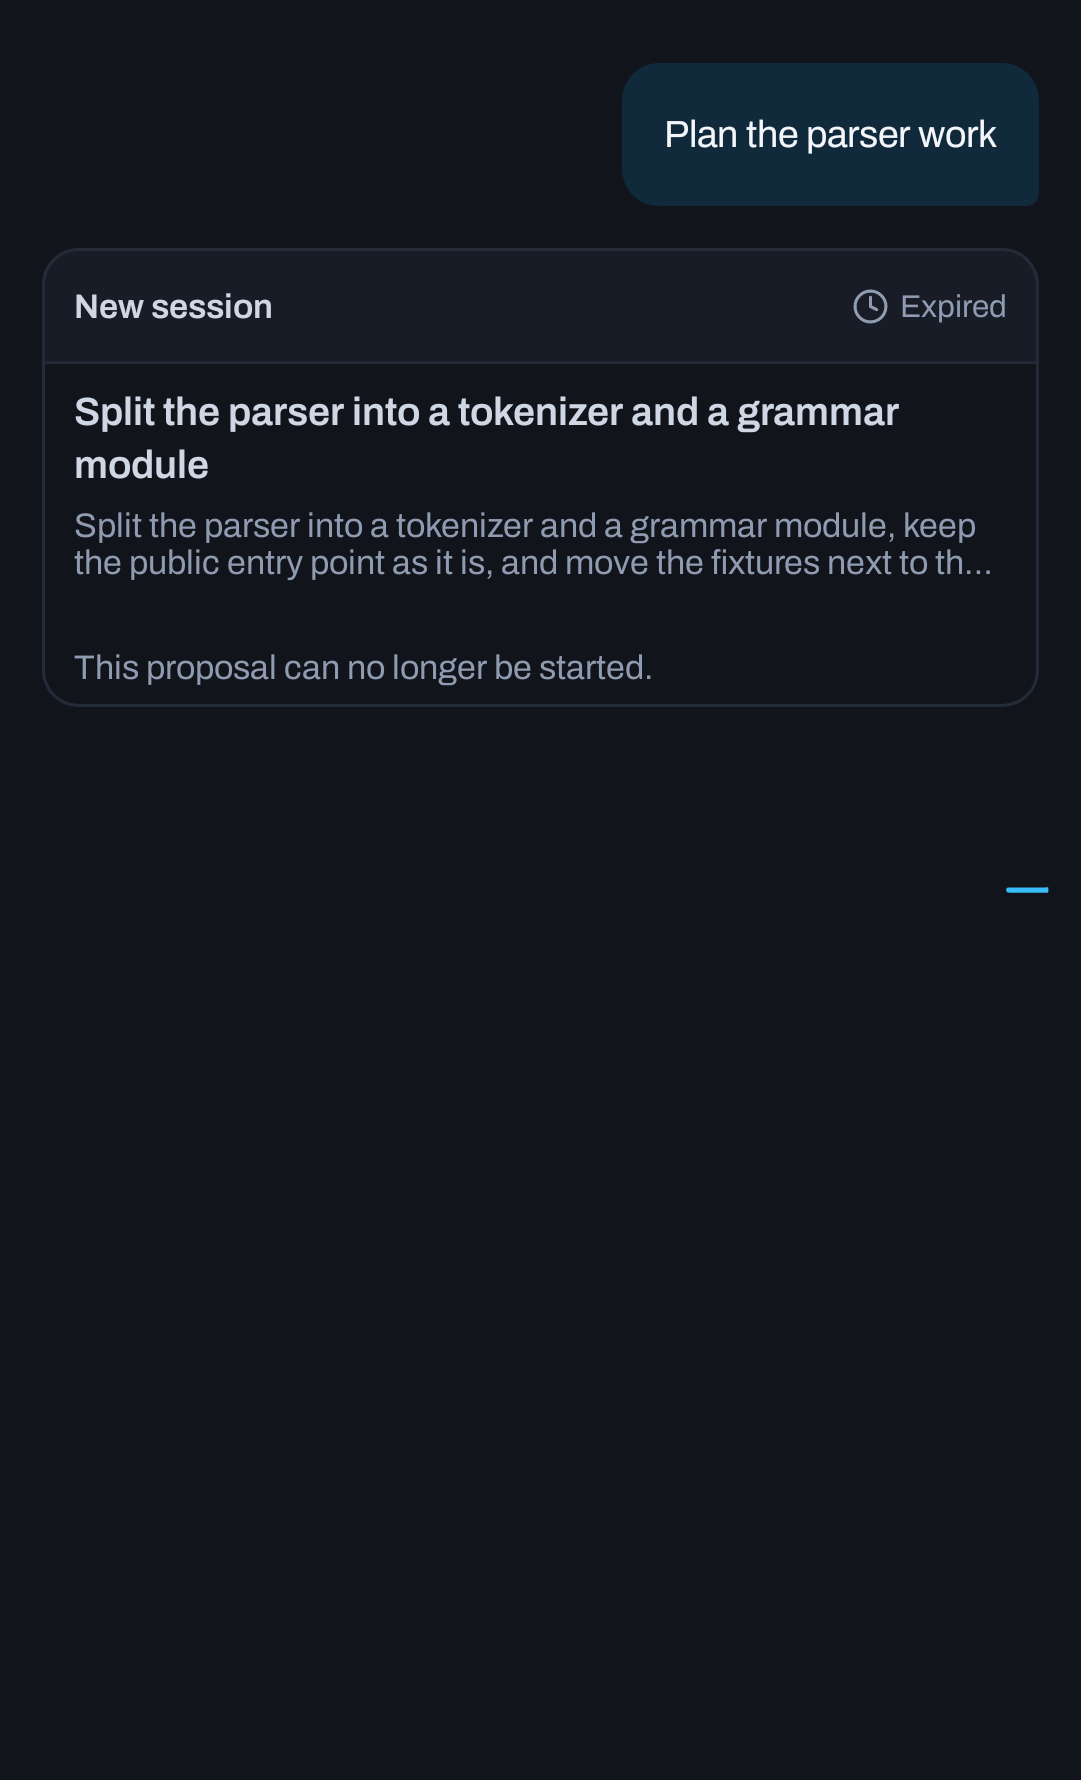 Plan the parser work
New session
Expired
Split the parser into a tokenizer and a grammar
module
Split the parser into a tokenizer and a grammar module, keep
the public entry point as it is, and move the fixtures next to th...
This proposal can no longer be started.